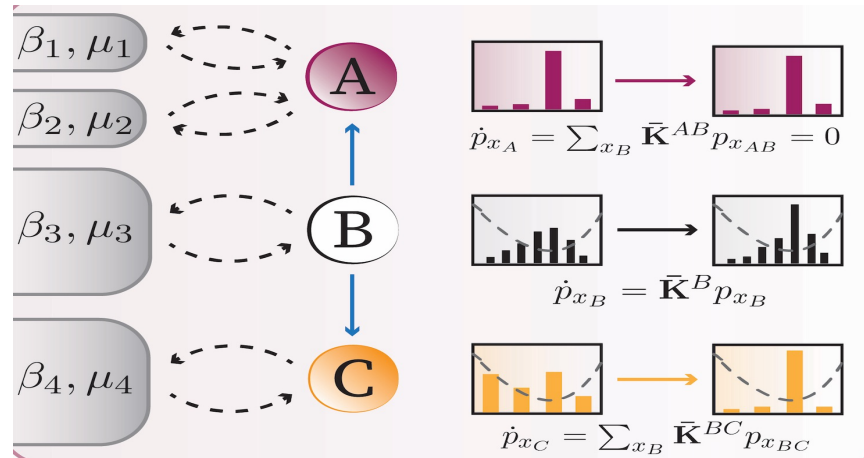 β₁, μ₁
β₂, μ₂
β₃, μ₃
β₄, μ₄
A
B
C
ṗ_{x_A} = ∑_{x_B} K̄^{AB} p_{x_{AB}} = 0
ṗ_{x_B} = K̄^B p_{x_B}
ṗ_{x_C} = ∑_{x_B} K̄^{BC} p_{x_{BC}}